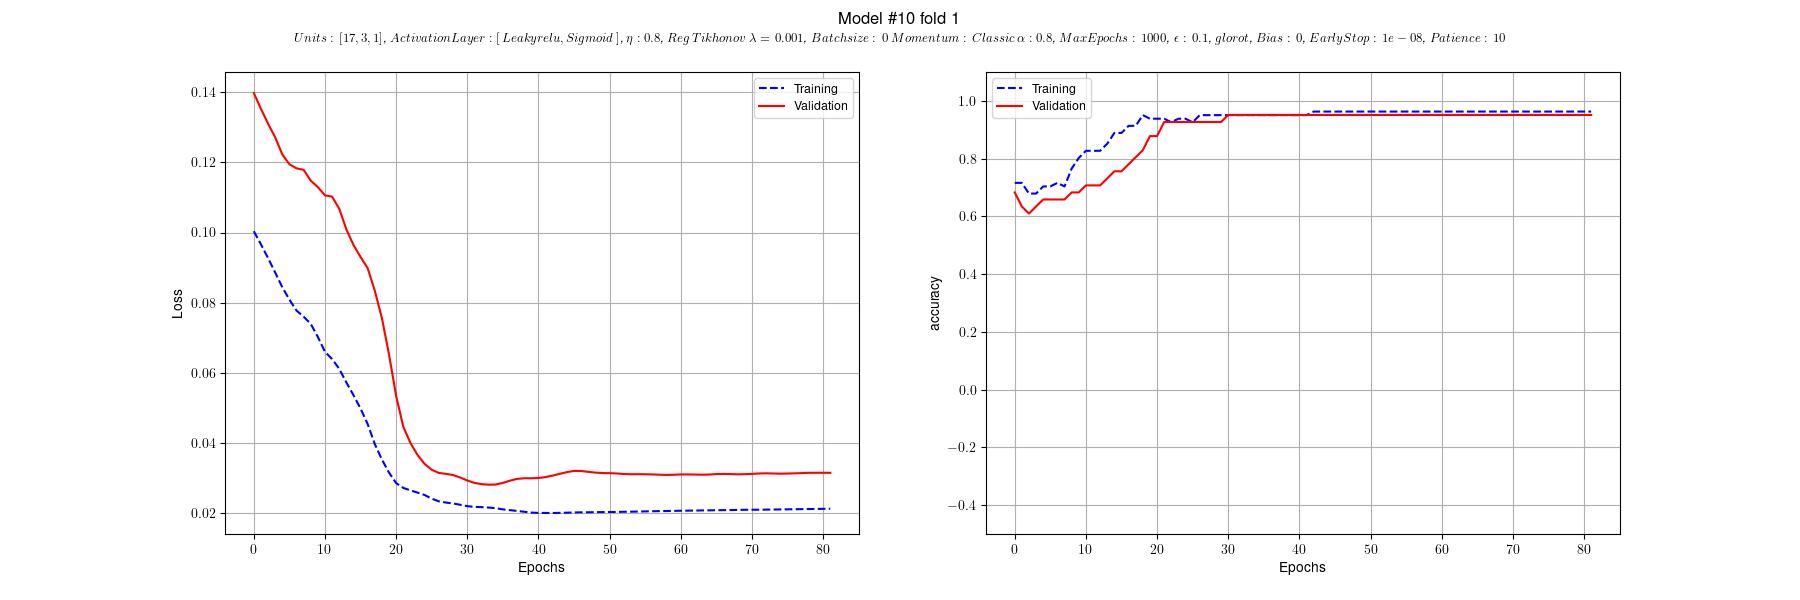 Model #10 fold 1
Units : [17, 3, 1], ActivationLayer : [ Leakyrelu, Sigmoid ], η : 0.8, Reg Tikhonov λ = 0.001, Batchsize : 0 Momentum : Classic α : 0.8, MaxEpochs : 1000, ϵ : 0.1, glorot, Bias : 0, EarlyStop : 1e − 08, Patience : 10
Training
Validation
0.14
0.12
0.10
0.08
0.06
0.04
0.02
Loss
0 10 20 30 40 50 60 70 80
Epochs
Training
Validation
1.0
0.8
0.6
0.4
0.2
0.0
−0.2
−0.4
accuracy
0 10 20 30 40 50 60 70 80
Epochs